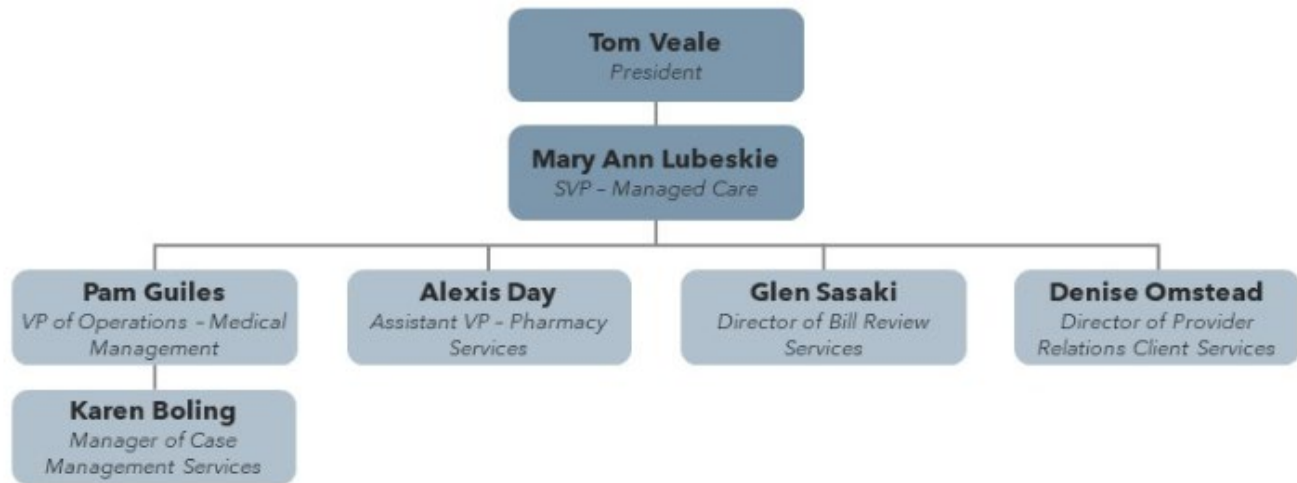 Tom Veale
President
Mary Ann Lubeskie
SVP – Managed Care
Pam Guiles
VP of Operations – Medical
Management
Alexis Day
Assistant VP – Pharmacy
Services
Glen Sasaki
Director of Bill Review
Services
Denise Omstead
Director of Provider
Relations Client Services
Karen Boling
Manager of Case
Management Services